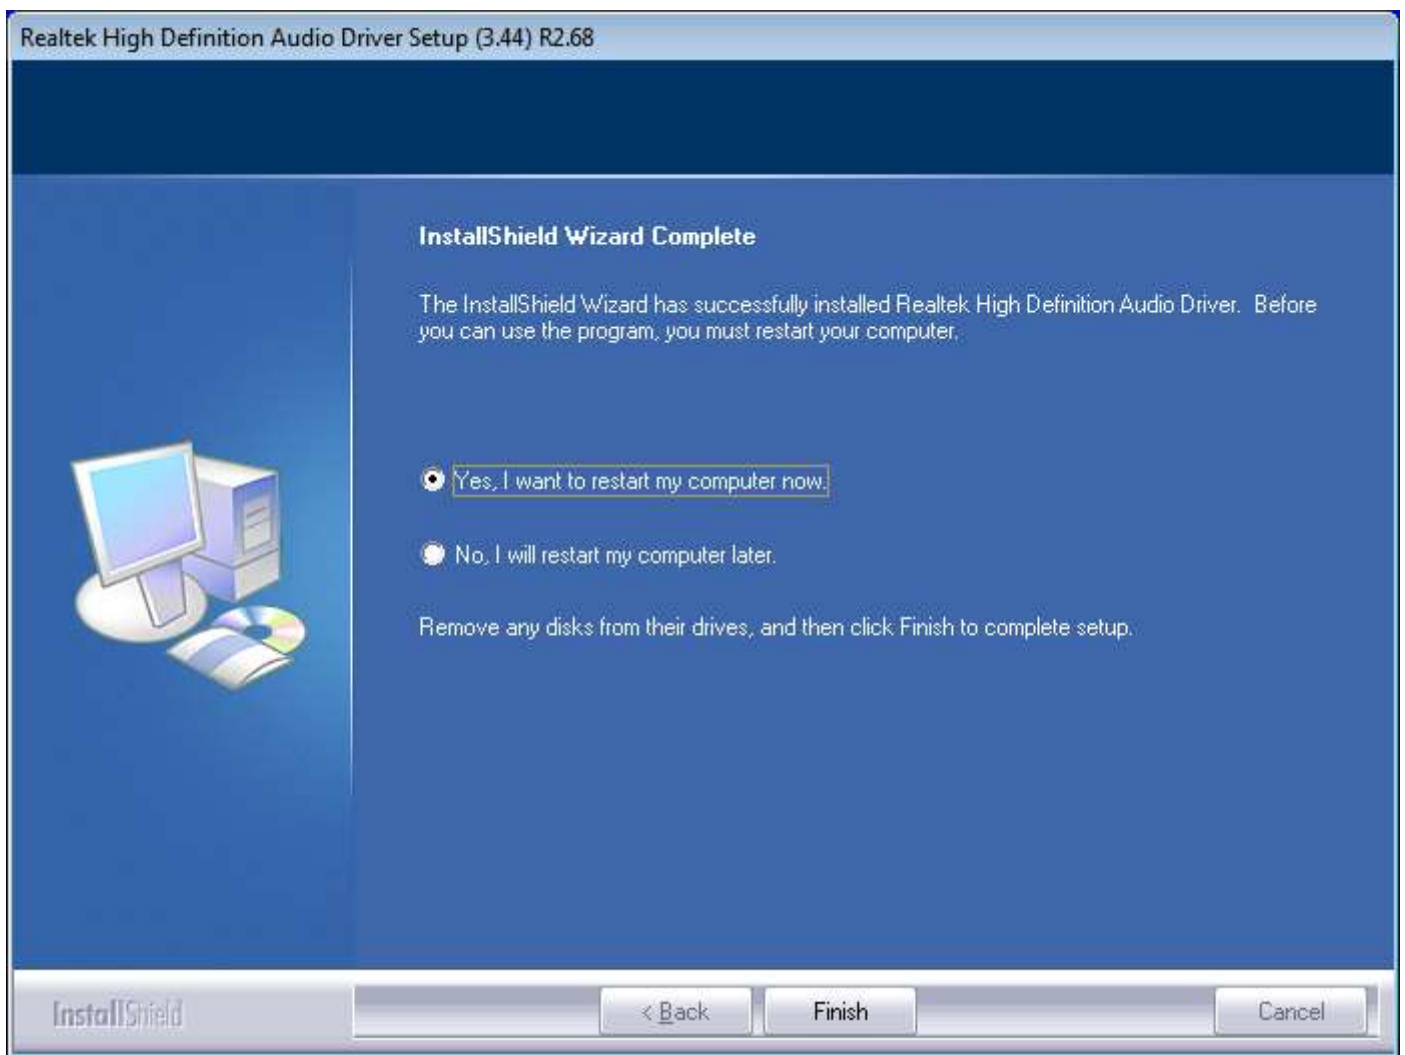 Realtek High Definition Audio Driver Setup (3.44) R2.68
InstallShield Wizard Complete
The InstallShield Wizard has successfully installed Realtek High Definition Audio Driver.  Before
you can use the program, you must restart your computer.
Yes, I want to restart my computer now.
No, I will restart my computer later.
Remove any disks from their drives, and then click Finish to complete setup.
InstallShield
< Back
Finish
Cancel